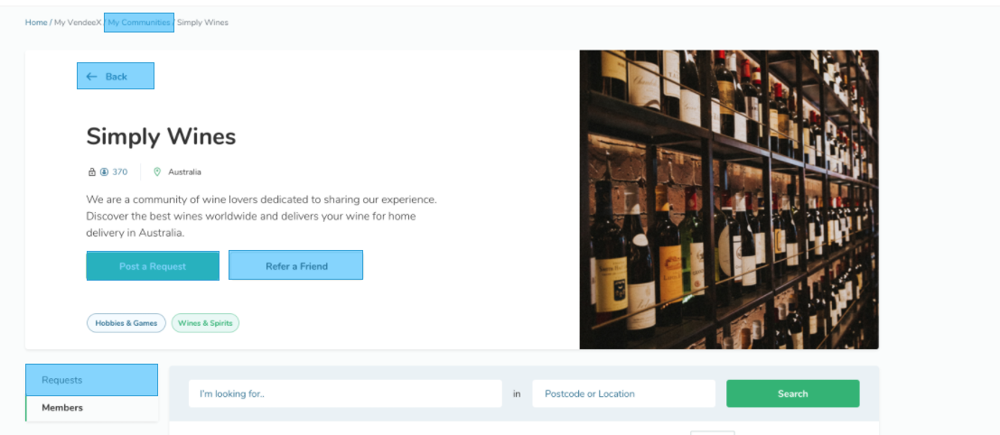 Home / My VendeeX / My Communities / Simply Wines
Back
Simply Wines
370
Australia
We are a community of wine lovers dedicated to sharing our experience.
Discover the best wines worldwide and delivers your wine for home
delivery in Australia.
Post a Request
Refer a Friend
Hobbies & Games
Wines & Spirits
Requests
Members
I'm looking for..
in
Postcode or Location
Search